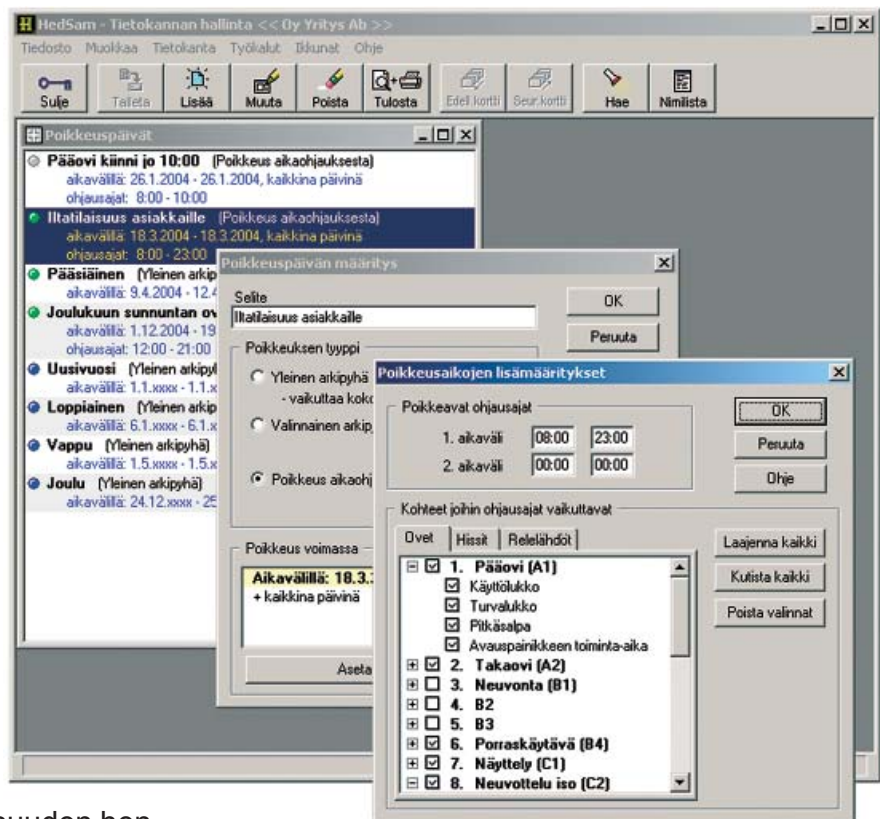 HedSam - Tietokannan hallinta << Oy Yritys Ab >>
Tiedosto Muokkaa Tietokanta Työkalut Ikkunat Ohje
Sulje Talleta Lisää Muuta Poista Tulosta Edell.kortti Seur.kortti Hae Nimilista
Poikkeuspäivät
Pääovi kiinni jo 10:00 (Poikkeus aikaohjauksesta)
aikavälillä: 26.1.2004 - 26.1.2004, kaikkina päivinä
ohjausajat: 8:00 - 10:00
Iltatilaisuus asiakkaille (Poikkeus aikaohjauksesta)
aikavälillä: 18.3.2004 - 18.3.2004, kaikkina päivinä
ohjausajat: 8:00 - 23:00
Pääsiäinen (Yleinen arkip
aikavälillä: 9.4.2004 - 12.4
Joulukuun sunnuntan ov
aikavälillä: 1.12.2004 - 19
ohjausajat: 12:00 - 21:00
Uusivuosi (Yleinen arkipyl
aikavälillä: 1.1.xxxx - 1.1.x
Loppiainen (Yleinen arkip
aikavälillä: 6.1.xxxx - 6.1.x
Vappu (Yleinen arkipyhä)
aikavälillä: 1.5.xxxx - 1.5.x
Joulu (Yleinen arkipyhä)
aikavälillä: 24.12.xxxx - 25
Poikkeuspäivän määritys
Selite
Iltatilaisuus asiakkaille
OK
Peruuta
Poikkeuksen tyyppi
Yleinen arkipyhä
- vaikuttaa koko
Valinnainen arkip
Poikkeus aikaohj
Poikkeus voimassa
Aikavälillä: 18.3.
+ kaikkina päivinä
Aseta
Poikkeusaikojen lisämääritykset
Poikkeavat ohjausajat
1. aikaväli 08:00 23:00
2. aikaväli 00:00 00:00
OK
Peruuta
Ohje
Kohteet joihin ohjausajat vaikuttavat
Ovet Hissit Relelähdöt
1. Pääovi (A1)
Käyttölukko
Turvalukko
Pitkäsalpa
Avauspainikkeen toiminta-aika
2. Takaovi (A2)
3. Neuvonta (B1)
4. B2
5. B3
6. Porraskäytävä (B4)
7. Näyttely (C1)
8. Neuvottelu iso (C2)
Laajenna kaikki
Kutista kaikki
Poista valinnat